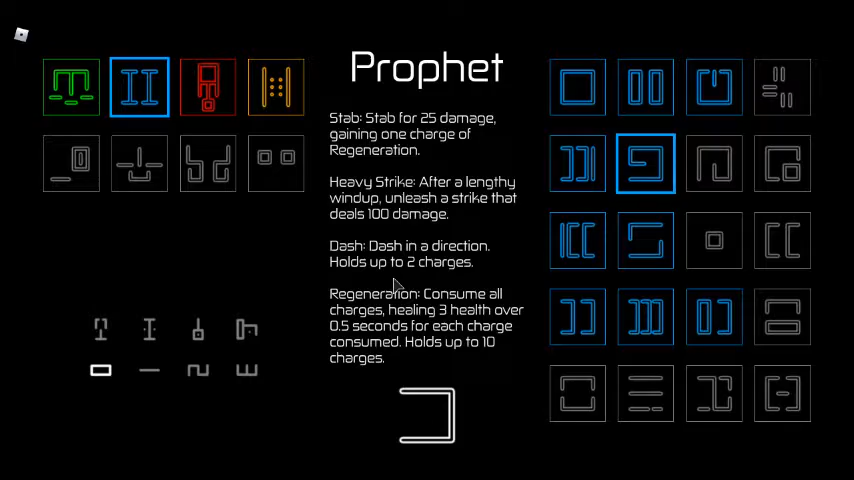 Prophet
Stab: Stab for 25 damage,
gaining one charge of
Regeneration.
Heavy Strike: After a lengthy
windup, unleash a strike that
deals 100 damage.
Dash: Dash in a direction.
Holds up to 2 charges.
Regeneration: Consume all
charges, healing 3 health over
0.5 seconds for each charge
consumed. Holds up to 10
charges.